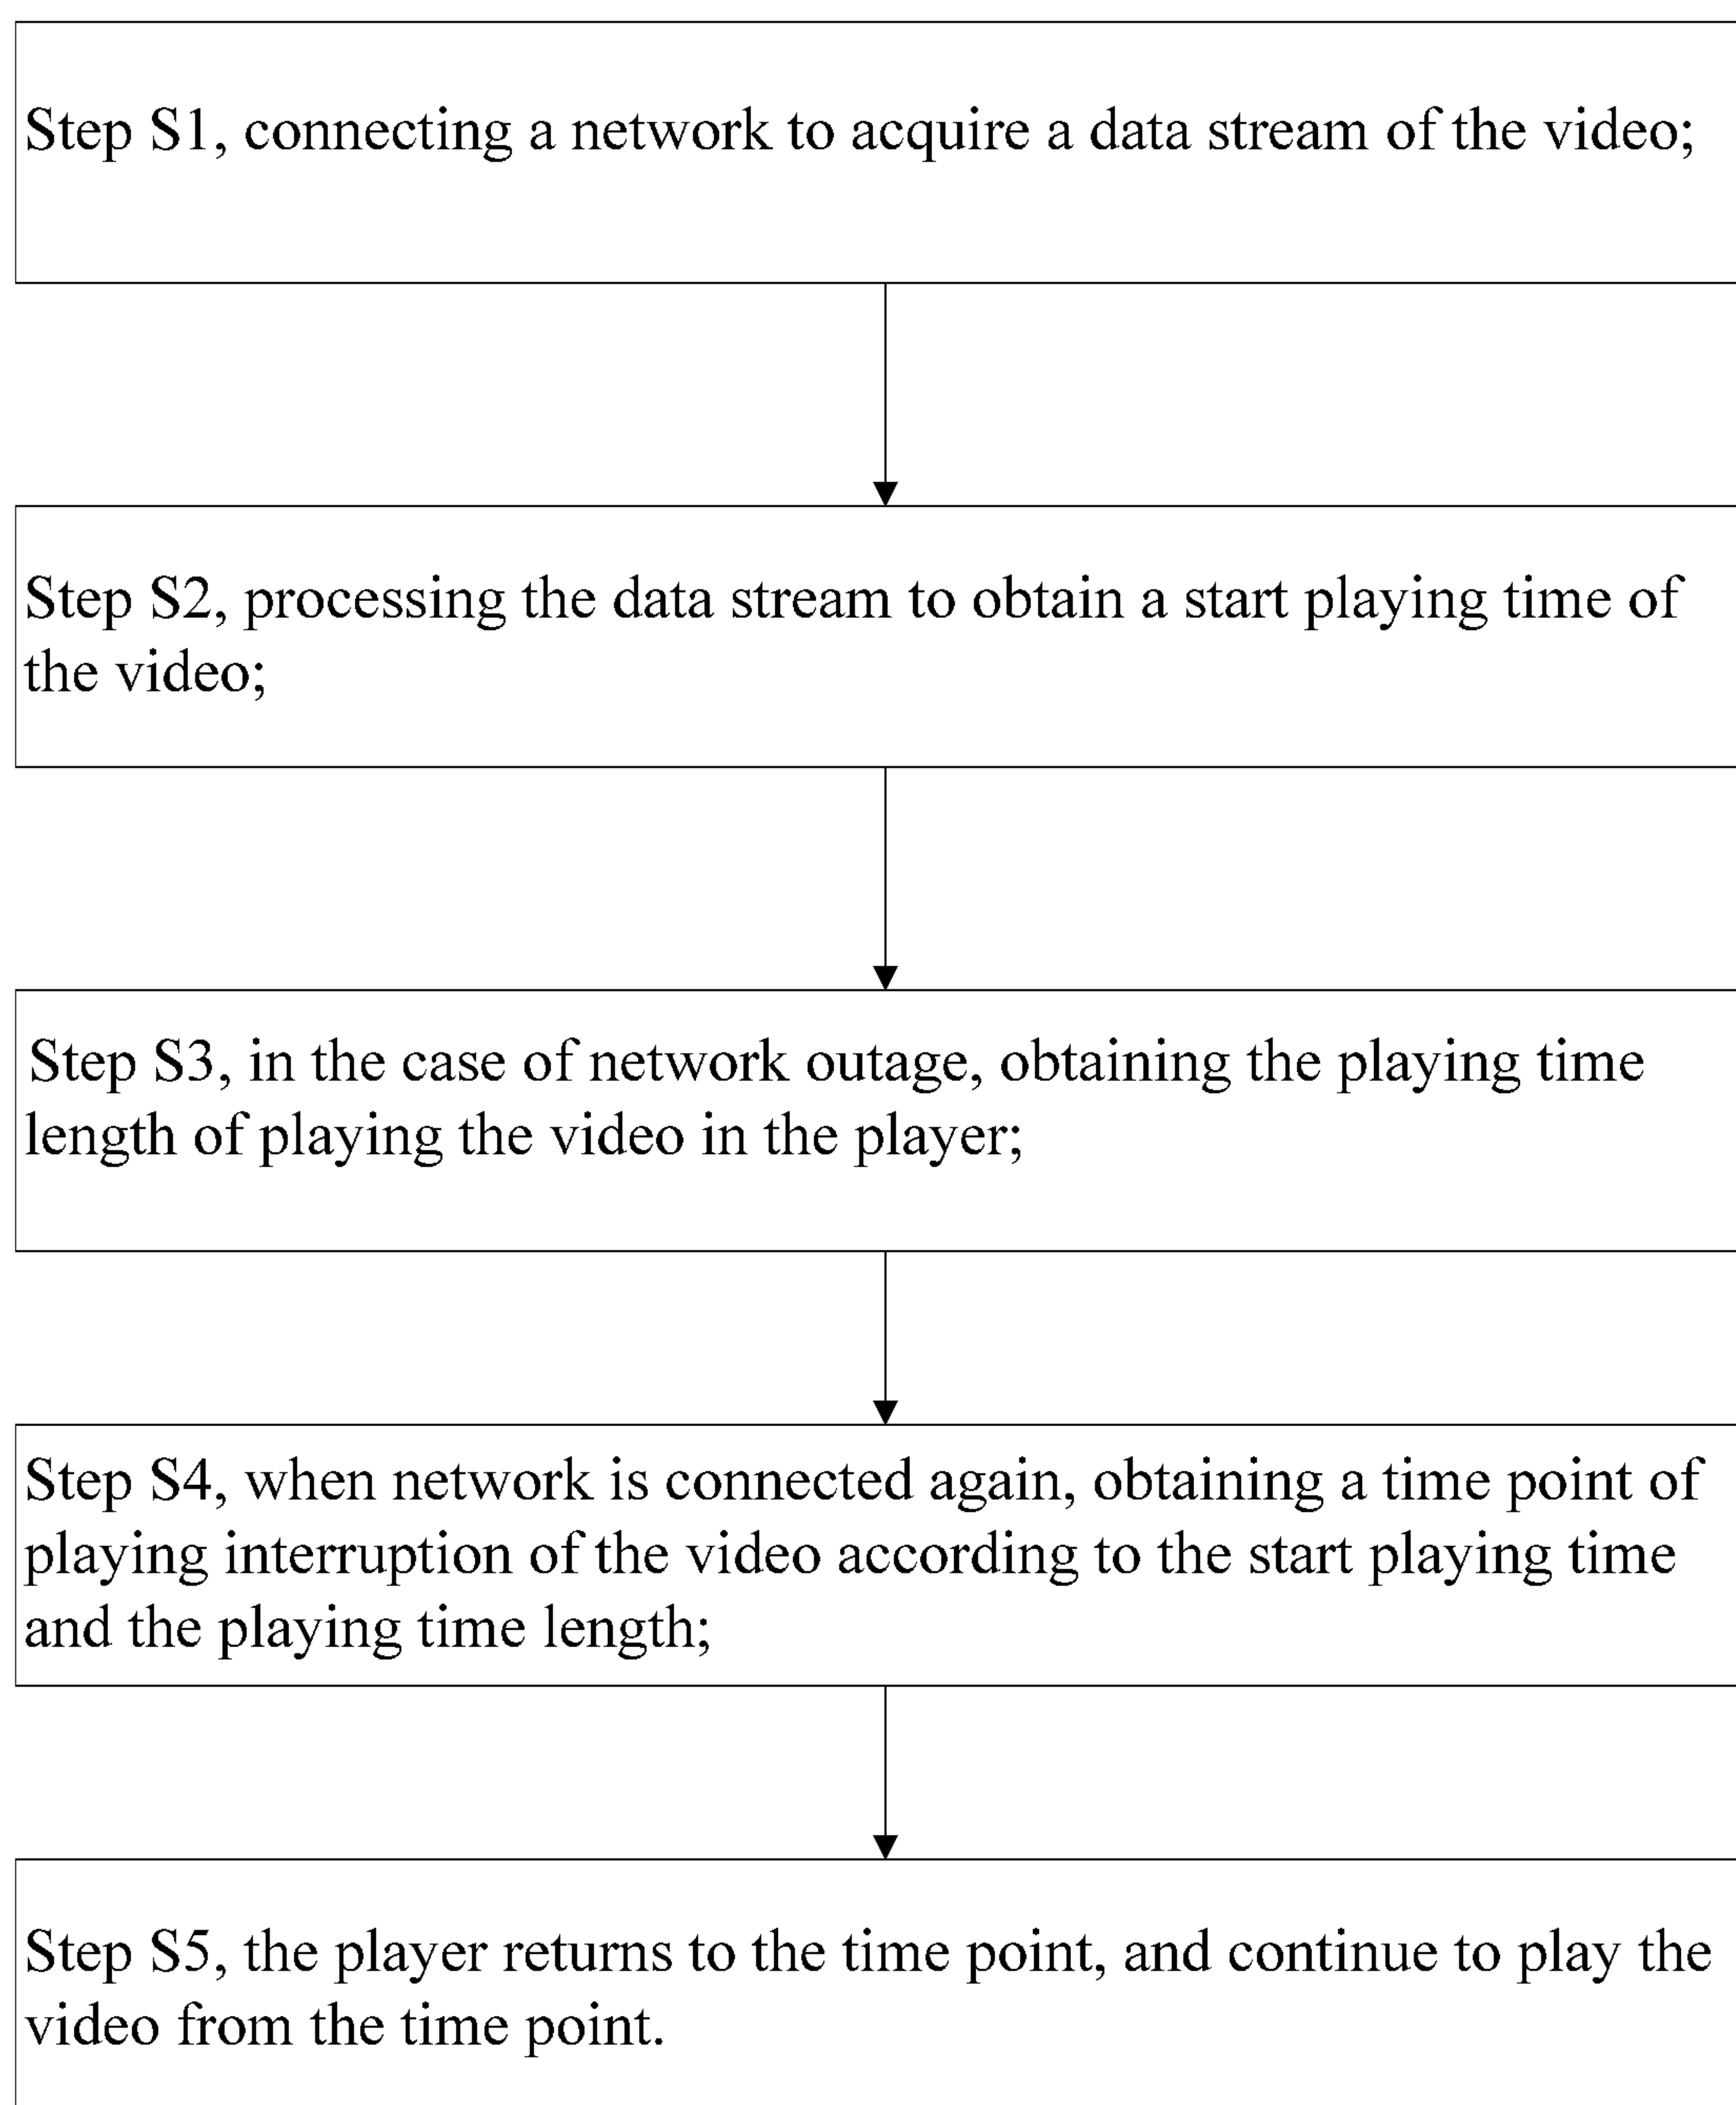 Step S1, connecting a network to acquire a data stream of the video;
Step S2, processing the data stream to obtain a start playing time of
the video;
Step S3, in the case of network outage, obtaining the playing time
length of playing the video in the player;
Step S4, when network is connected again, obtaining a time point of
playing interruption of the video according to the start playing time
and the playing time length;
Step S5, the player returns to the time point, and continue to play the
video from the time point.